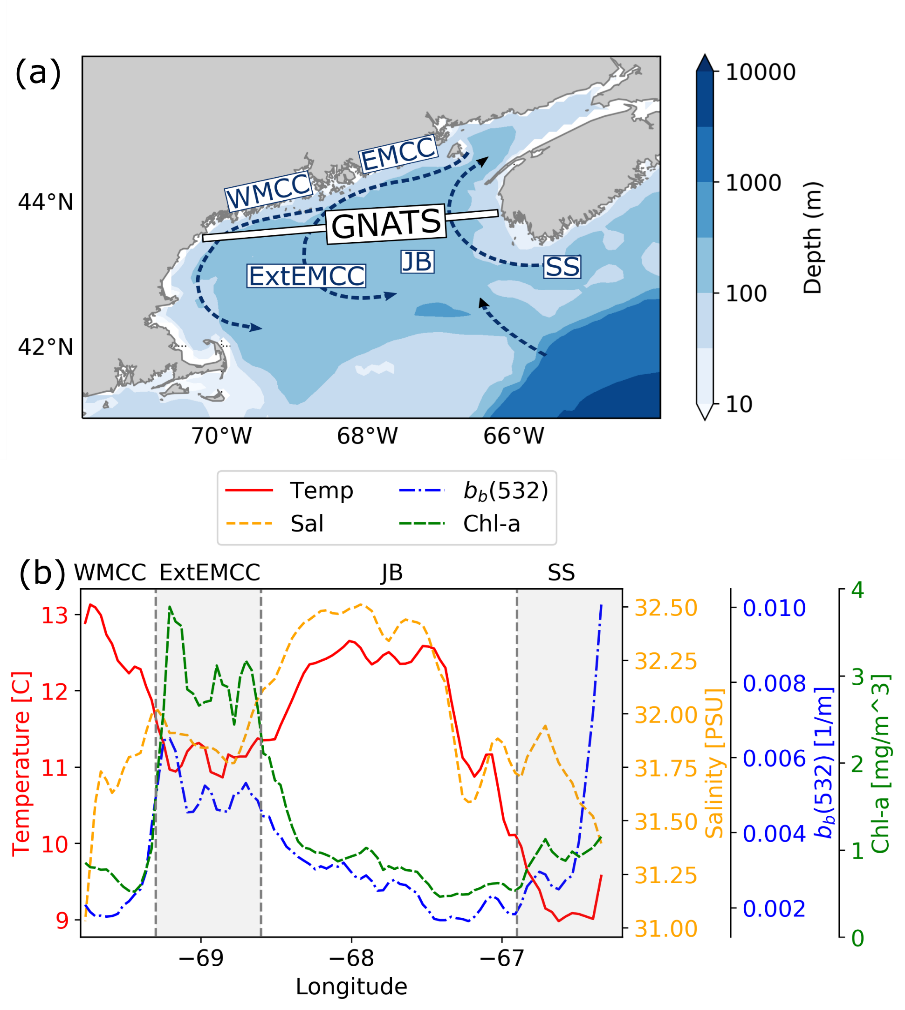 (a)
10000
1000
100
10
Depth (m)
44°N
42°N
70°W 68°W 66°W
EMCC
WMCC
GNATS
ExtEMCC
JB
SS
Temp
Sal
b_b(532)
Chl-a
(b)
WMCC ExtEMCC JB SS
13
12
11
10
9
Temperature [C]
32.50
32.25
32.00
31.75
31.50
31.25
31.00
Salinity [PSU]
0.010
0.008
0.006
0.004
0.002
b_b(532) [1/m]
4
3
2
1
0
Chl-a [mg/m^3]
−69 −68 −67
Longitude